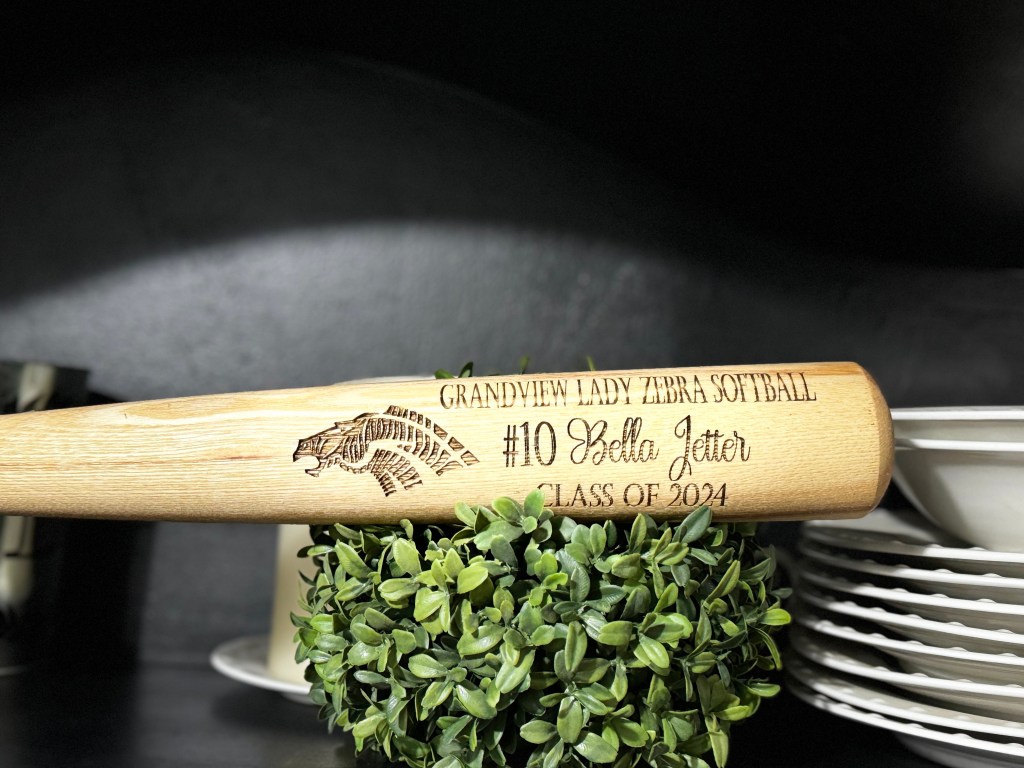 GRANDVIEW LADY ZEBRA SOFTBALL
#10 Bella Jetter
CLASS OF 2024